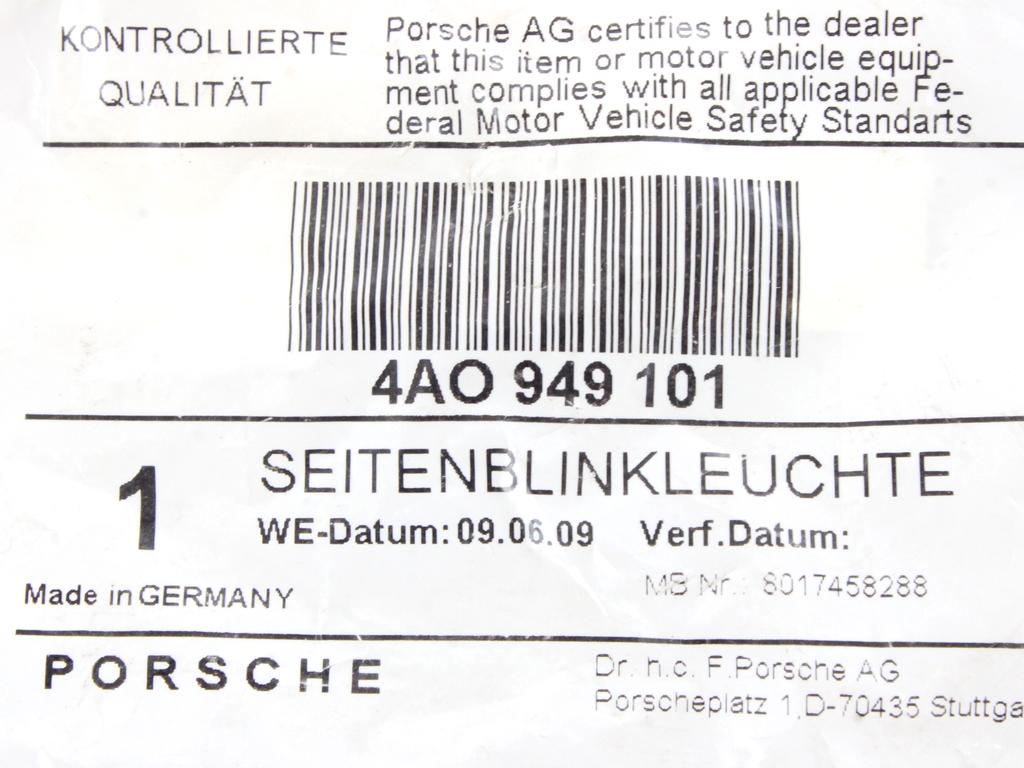 KONTROLLIERTE
QUALITÄT
Porsche AG certifies to the dealer
that this item or motor vehicle equip-
ment complies with all applicable Fe-
deral Motor Vehicle Safety Standarts
4AO 949 101
1
SEITENBLINKLEUCHTE
WE-Datum: 09.06.09 Verf.Datum:
Made in GERMANY
MB Nr.: 6017458288
PORSCHE
Dr. h.c. F.Porsche AG
Porscheplatz 1,D-70435 Stuttga